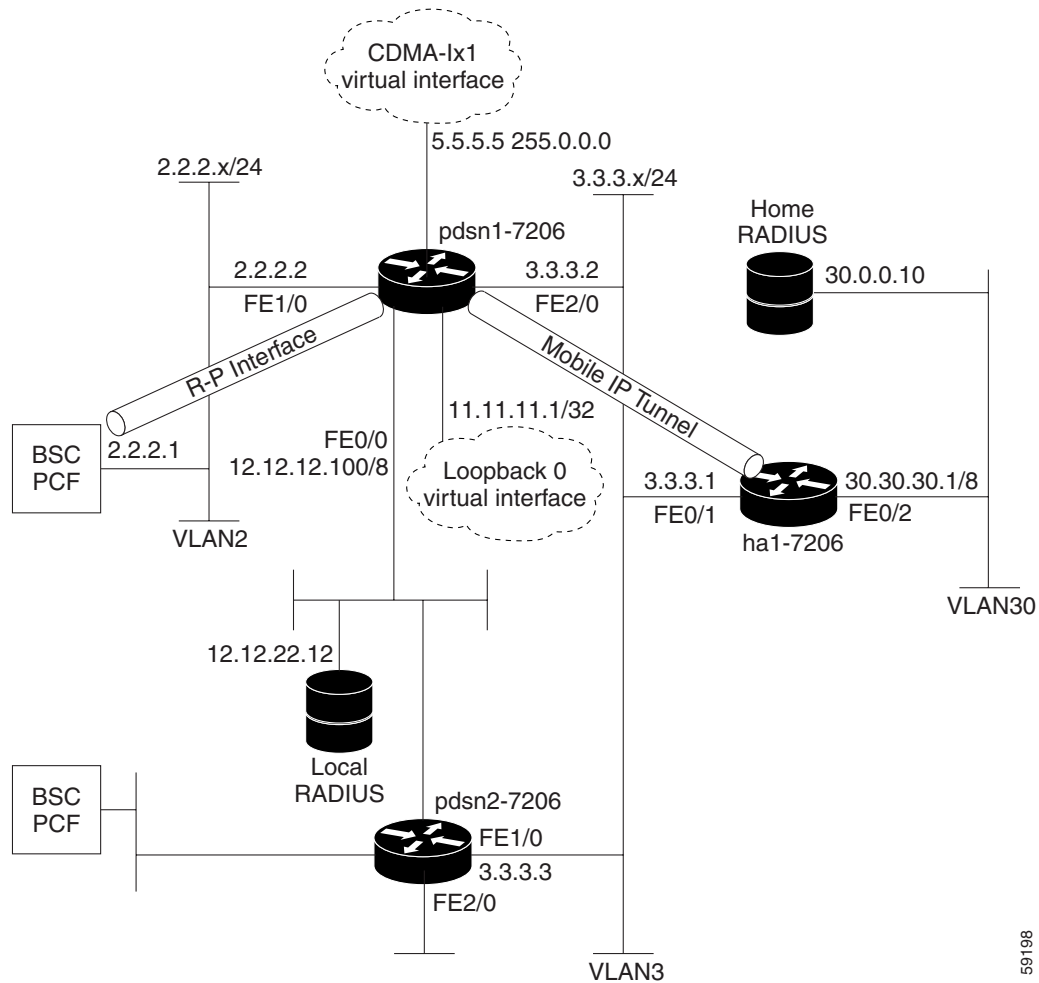 CDMA-Ix1
virtual interface
5.5.5.5 255.0.0.0
2.2.2.x/24
3.3.3.x/24
Home
RADIUS
pdsn1-7206
2.2.2.2
3.3.3.2
30.0.0.10
FE1/0
FE2/0
R-P Interface
Mobile IP Tunnel
11.11.11.1/32
BSC
PCF
2.2.2.1
FE0/0
12.12.12.100/8
Loopback 0
virtual interface
3.3.3.1
30.30.30.1/8
FE0/1
FE0/2
VLAN2
ha1-7206
VLAN30
12.12.22.12
Local
RADIUS
BSC
PCF
pdsn2-7206
FE1/0
3.3.3.3
FE2/0
VLAN3
59198